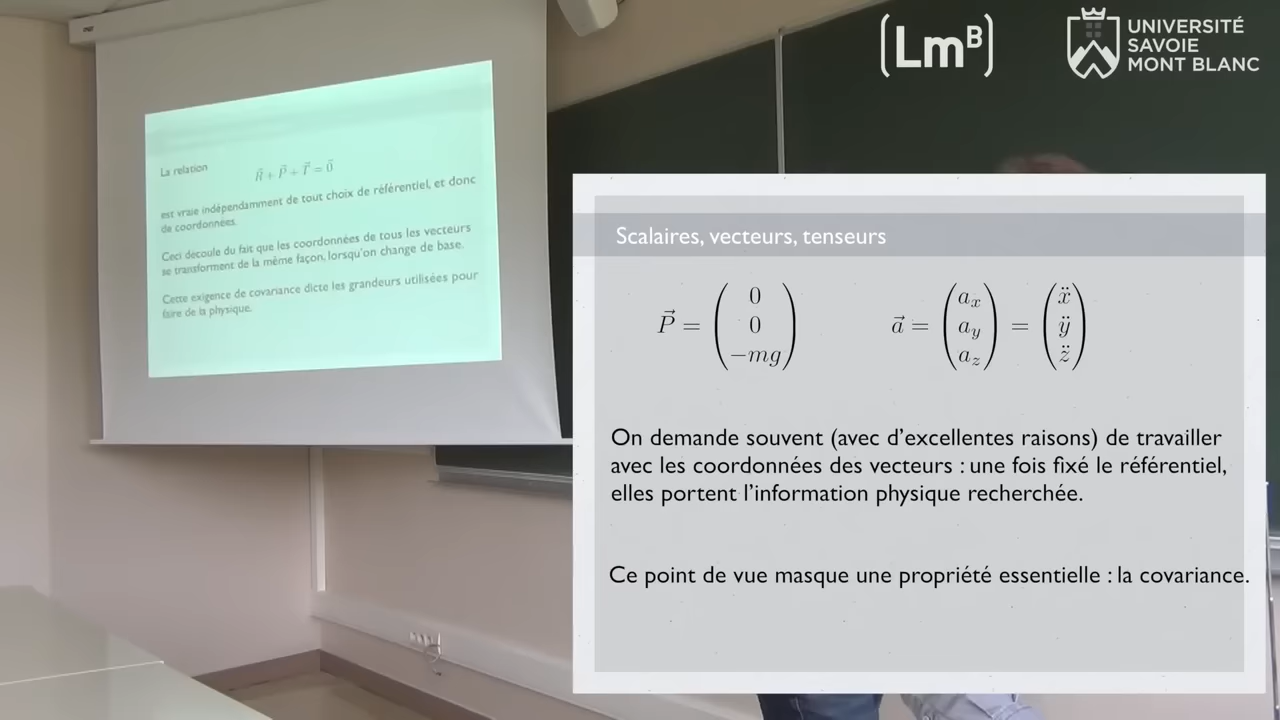 (Lmᴮ)
UNIVERSITÉ
SAVOIE
MONT BLANC
La relation
R⃗ + P⃗ + T⃗ = 0⃗
est vraie indépendamment de tout choix de référentiel, et donc
de coordonnées.
Ceci découle du fait que les coordonnées de tous les vecteurs
se transforment de la même façon, lorsqu'on change de base.
Cette exigence de covariance dicte les grandeurs utilisées pour
faire de la physique.
Scalaires, vecteurs, tenseurs
P⃗ = (0 0 −mg) a⃗ = (aₓ a_y a_z) = (ẍ ÿ z̈)
On demande souvent (avec d'excellentes raisons) de travailler
avec les coordonnées des vecteurs : une fois fixé le référentiel,
elles portent l'information physique recherchée.
Ce point de vue masque une propriété essentielle : la covariance.